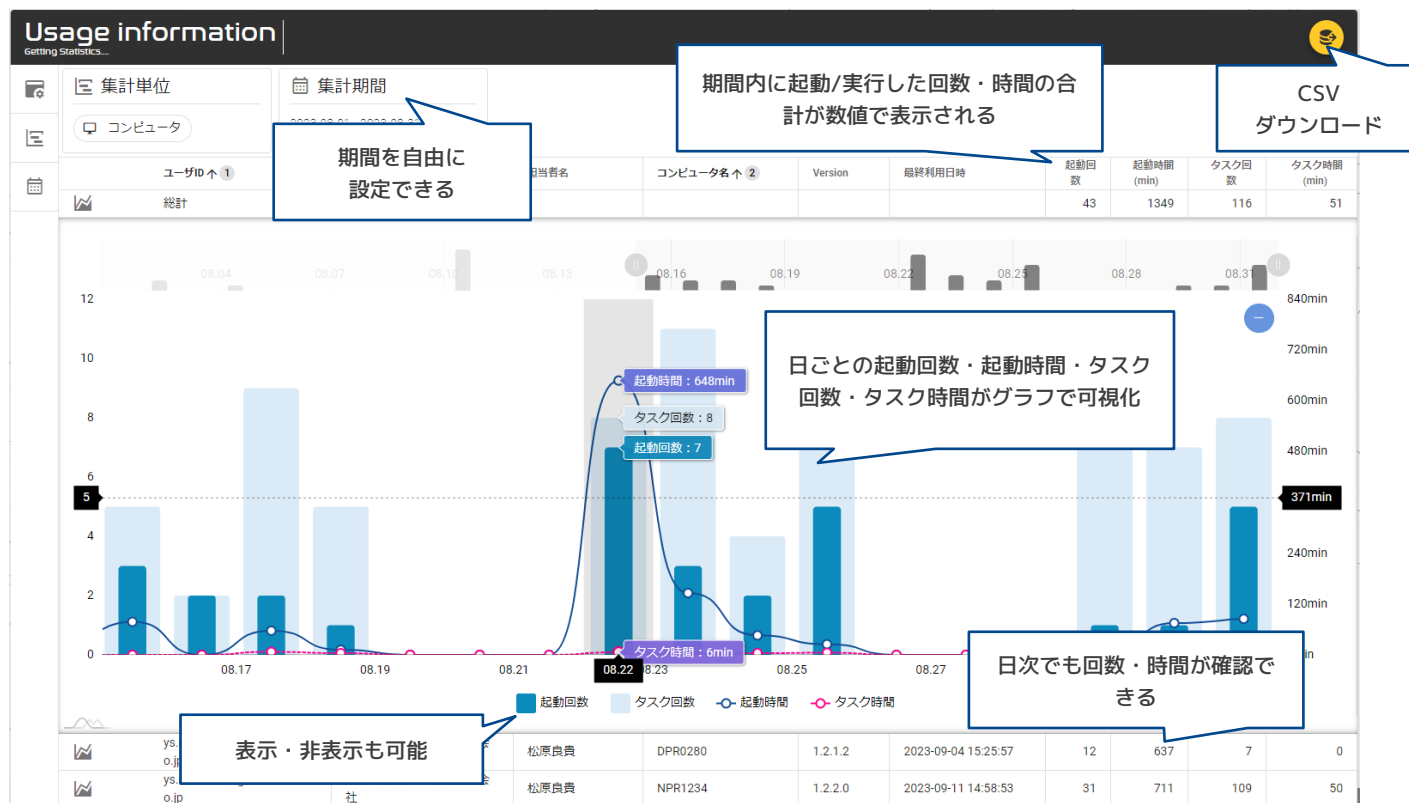 Usage information
Getting Statistics...
期間内に起動/実行した回数・時間の合
計が数値で表示される
CSV
ダウンロード
集計単位
コンピュータ
集計期間
期間を自由に
設定できる
ユーザID 1
当者名
コンピュータ名 2
Version
最終利用日時
起動回
数
起動時間
(min)
タスク回
数
タスク時間
(min)
総計
43
1349
116
51
08.04
08.07
08.10
08.13
08.16
08.19
08.22
08.25
08.28
08.31
12
10
8
6
5
4
2
0
840min
720min
600min
480min
371min
240min
120min
日ごとの起動回数・起動時間・タスク
回数・タスク時間がグラフで可視化
起動時間：648min
タスク回数：8
起動回数：7
タスク時間：6min
08.17
08.19
08.21
08.22
08.23
08.25
08.27
日次でも回数・時間が確認で
きる
起動回数
タスク回数
起動時間
タスク時間
表示・非表示も可能
ys.
o.jp
松原良貴
DPR0280
1.2.1.2
2023-09-04 15:25:57
12
637
7
0
ys.
o.jp
社
松原良貴
NPR1234
1.2.2.0
2023-09-11 14:58:53
31
711
109
50